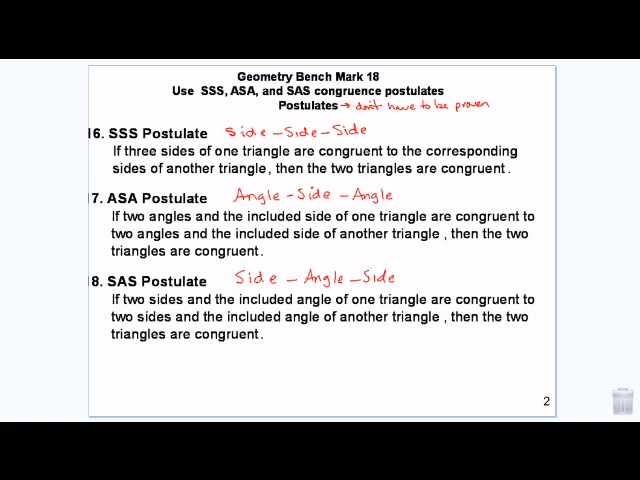 Geometry Bench Mark 18
Use SSS, ASA, and SAS congruence postulates
Postulates → don't have to be proven
16. SSS Postulate Side - Side - Side
If three sides of one triangle are congruent to the corresponding
sides of another triangle, then the two triangles are congruent.
17. ASA Postulate Angle - Side - Angle
If two angles and the included side of one triangle are congruent to
two angles and the included side of another triangle, then the two
triangles are congruent.
18. SAS Postulate Side - Angle - Side
If two sides and the included angle of one triangle are congruent to
two sides and the included angle of another triangle, then the two
triangles are congruent.
2